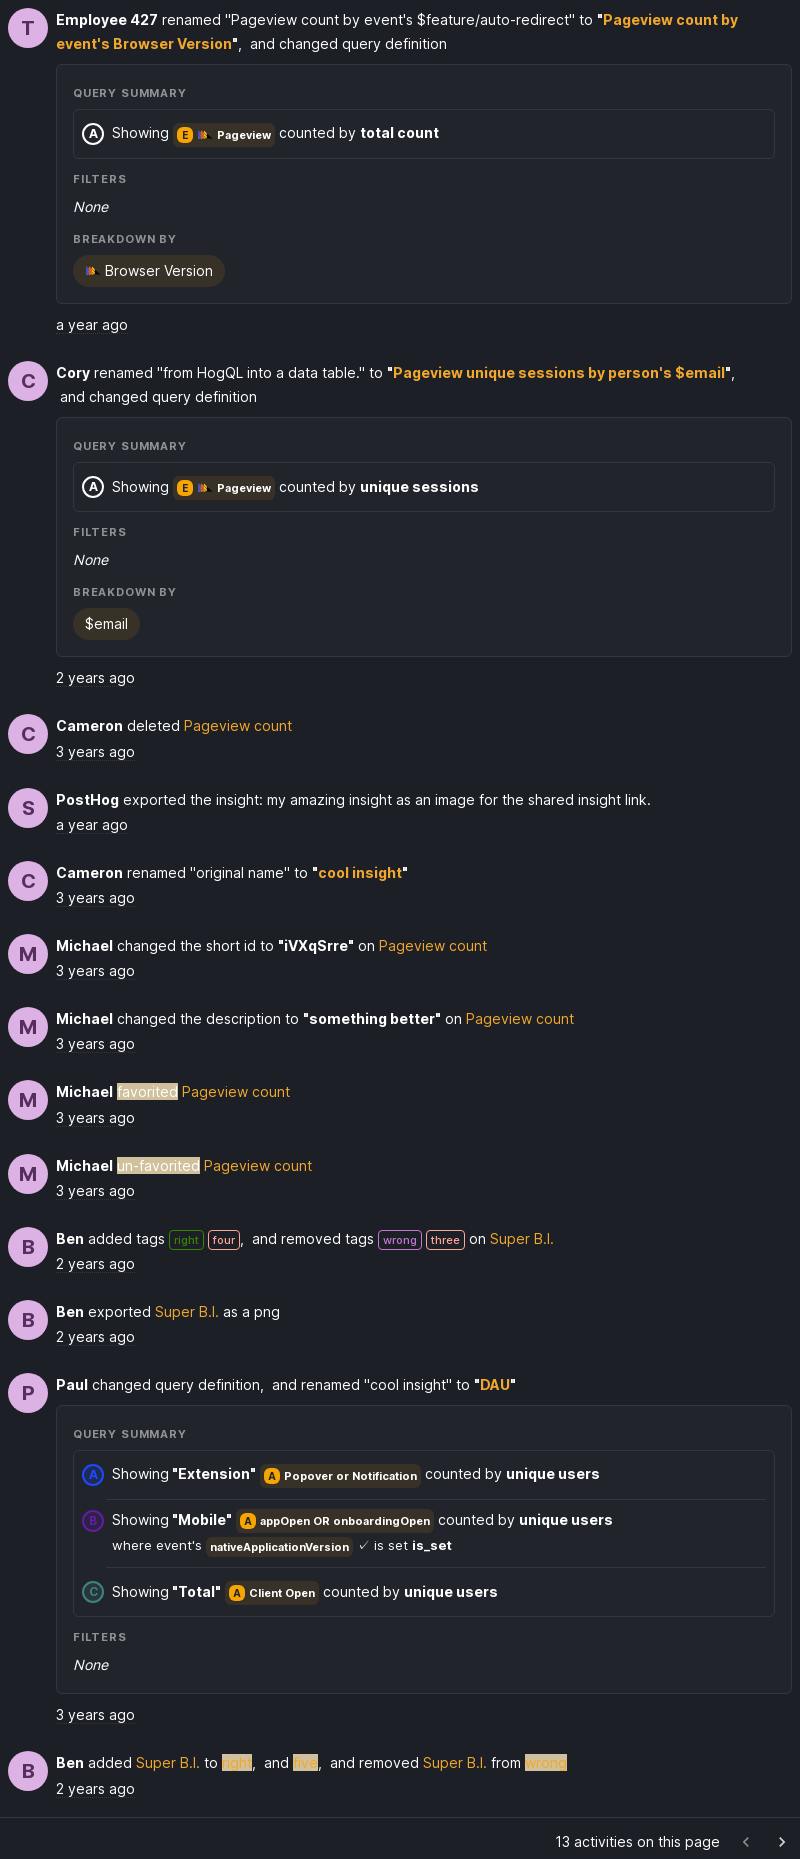 T
Employee 427 renamed "Pageview count by event's $feature/auto-redirect" to "Pageview count by
event's Browser Version",  and changed query definition
QUERY SUMMARY
A Showing E Pageview counted by total count
FILTERS
None
BREAKDOWN BY
Browser Version
a year ago
C
Cory renamed "from HogQL into a data table." to "Pageview unique sessions by person's $email",
and changed query definition
QUERY SUMMARY
A Showing E Pageview counted by unique sessions
FILTERS
None
BREAKDOWN BY
$email
2 years ago
C
Cameron deleted Pageview count
3 years ago
S
PostHog exported the insight: my amazing insight as an image for the shared insight link.
a year ago
C
Cameron renamed "original name" to "cool insight"
3 years ago
M
Michael changed the short id to "iVXqSrre" on Pageview count
3 years ago
M
Michael changed the description to "something better" on Pageview count
3 years ago
M
Michael favorited Pageview count
3 years ago
M
Michael un-favorited Pageview count
3 years ago
B
Ben added tags right four,  and removed tags wrong three on Super B.I.
2 years ago
B
Ben exported Super B.I. as a png
2 years ago
P
Paul changed query definition,  and renamed "cool insight" to "DAU"
QUERY SUMMARY
A Showing "Extension" A Popover or Notification counted by unique users
B Showing "Mobile" A appOpen OR onboardingOpen counted by unique users
where event's nativeApplicationVersion ✓ is set is_set
C Showing "Total" A Client Open counted by unique users
FILTERS
None
3 years ago
B
Ben added Super B.I. to right,  and five,  and removed Super B.I. from wrong
2 years ago
13 activities on this page